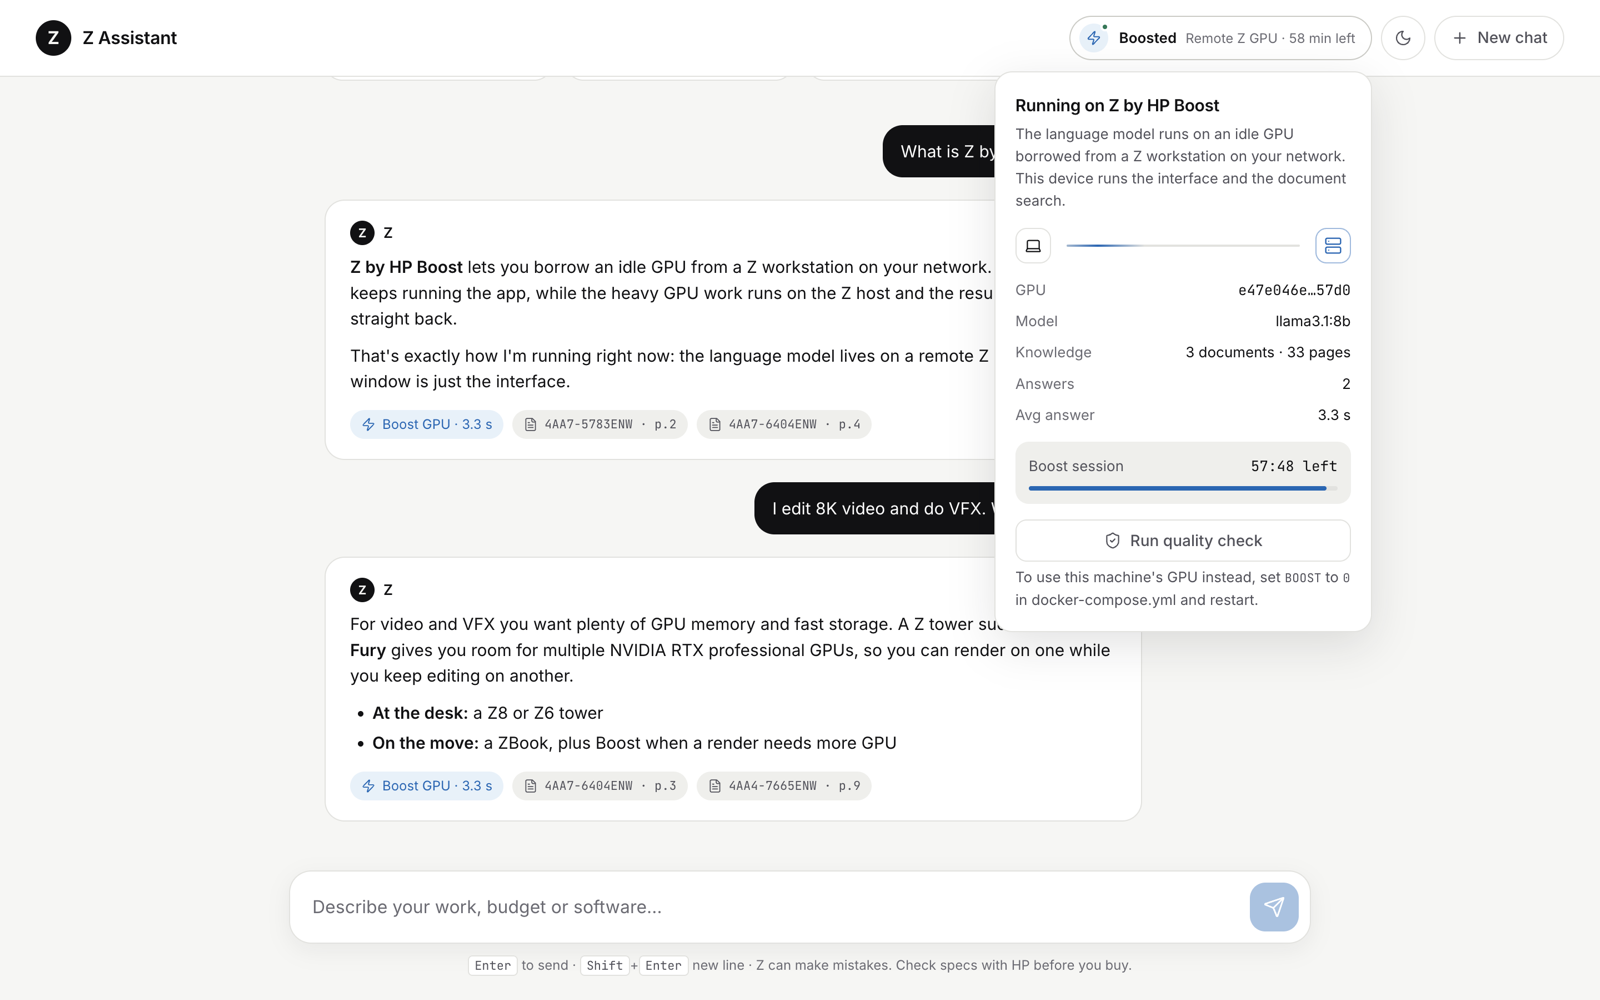 Z Z Assistant
Boosted Remote Z GPU · 58 min left
New chat
What is Z by
Z Z
Z by HP Boost lets you borrow an idle GPU from a Z workstation on your network.
keeps running the app, while the heavy GPU work runs on the Z host and the resu
straight back.
That's exactly how I'm running right now: the language model lives on a remote Z
window is just the interface.
Boost GPU · 3.3 s 4AA7-5783ENW · p.2 4AA7-6404ENW · p.4
I edit 8K video and do VFX.
Z Z
For video and VFX you want plenty of GPU memory and fast storage. A Z tower suc
Fury gives you room for multiple NVIDIA RTX professional GPUs, so you can render on one while
you keep editing on another.
• At the desk: a Z8 or Z6 tower
• On the move: a ZBook, plus Boost when a render needs more GPU
Boost GPU · 3.3 s 4AA7-6404ENW · p.3 4AA4-7665ENW · p.9
Running on Z by HP Boost
The language model runs on an idle GPU
borrowed from a Z workstation on your network.
This device runs the interface and the document
search.
GPU e47e046e…57d0
Model llama3.1:8b
Knowledge 3 documents · 33 pages
Answers 2
Avg answer 3.3 s
Boost session 57:48 left
Run quality check
To use this machine's GPU instead, set BOOST to 0
in docker-compose.yml and restart.
Describe your work, budget or software...
Enter to send · Shift + Enter new line · Z can make mistakes. Check specs with HP before you buy.